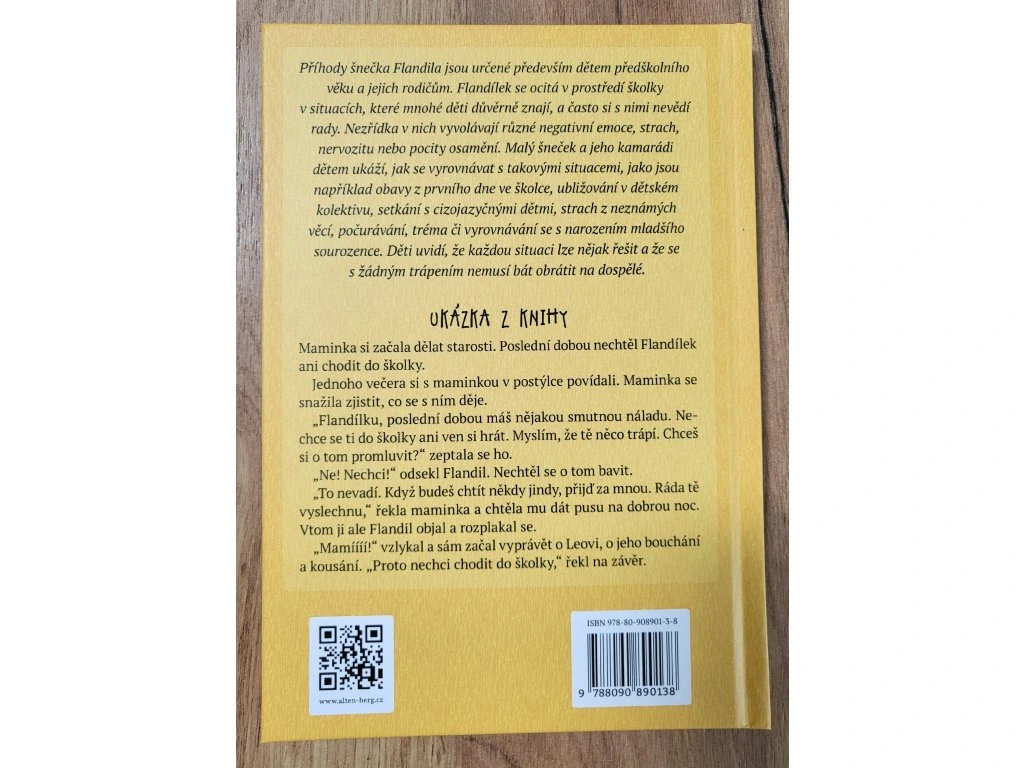 Příhody šnečka Flandila jsou určené především dětem předškolního
věku a jejich rodičům. Flandílek se ocitá v prostředí školky
v situacích, které mnohé děti důvěrně znají, a často si s nimi nevědí
rady. Nezřídka v nich vyvolávají různé negativní emoce, strach,
nervozitu nebo pocity osamění. Malý šneček a jeho kamarádi
dětem ukáží, jak se vyrovnávat s takovými situacemi, jako jsou
například obavy z prvního dne ve školce, ubližování v dětském
kolektivu, setkání s cizojazyčnými dětmi, strach z neznámých
věcí, počurávání, tréma či vyrovnávání se s narozením mladšího
sourozence. Děti uvidí, že každou situaci lze nějak řešit a že se
s žádným trápením nemusí bát obrátit na dospělé.
UKÁZKA Z KNIHY
Maminka si začala dělat starosti. Poslední dobou nechtěl Flandílek
ani chodit do školky.
Jednoho večera si s maminkou v postýlce povídali. Maminka se
snažila zjistit, co se s ním děje.
„Flandílku, poslední dobou máš nějakou smutnou náladu. Ne-
chce se ti do školky ani ven si hrát. Myslím, že tě něco trápí. Chceš
si o tom promluvit?“ zeptala se ho.
„Ne! Nechci!“ odsekl Flandil. Nechtěl se o tom bavit.
„To nevadí. Když budeš chtít někdy jindy, přijď za mnou. Ráda tě
vyslechnu,“ řekla maminka a chtěla mu dát pusu na dobrou noc.
Vtom ji ale Flandil objal a rozplakal se.
„Mamíííí!“ vzlykal a sám začal vyprávět o Leovi, o jeho bouchání
a kousání. „Proto nechci chodit do školky,“ řekl na závěr.
www.alten-berg.cz
ISBN 978-80-908901-3-8
9 788090 890138